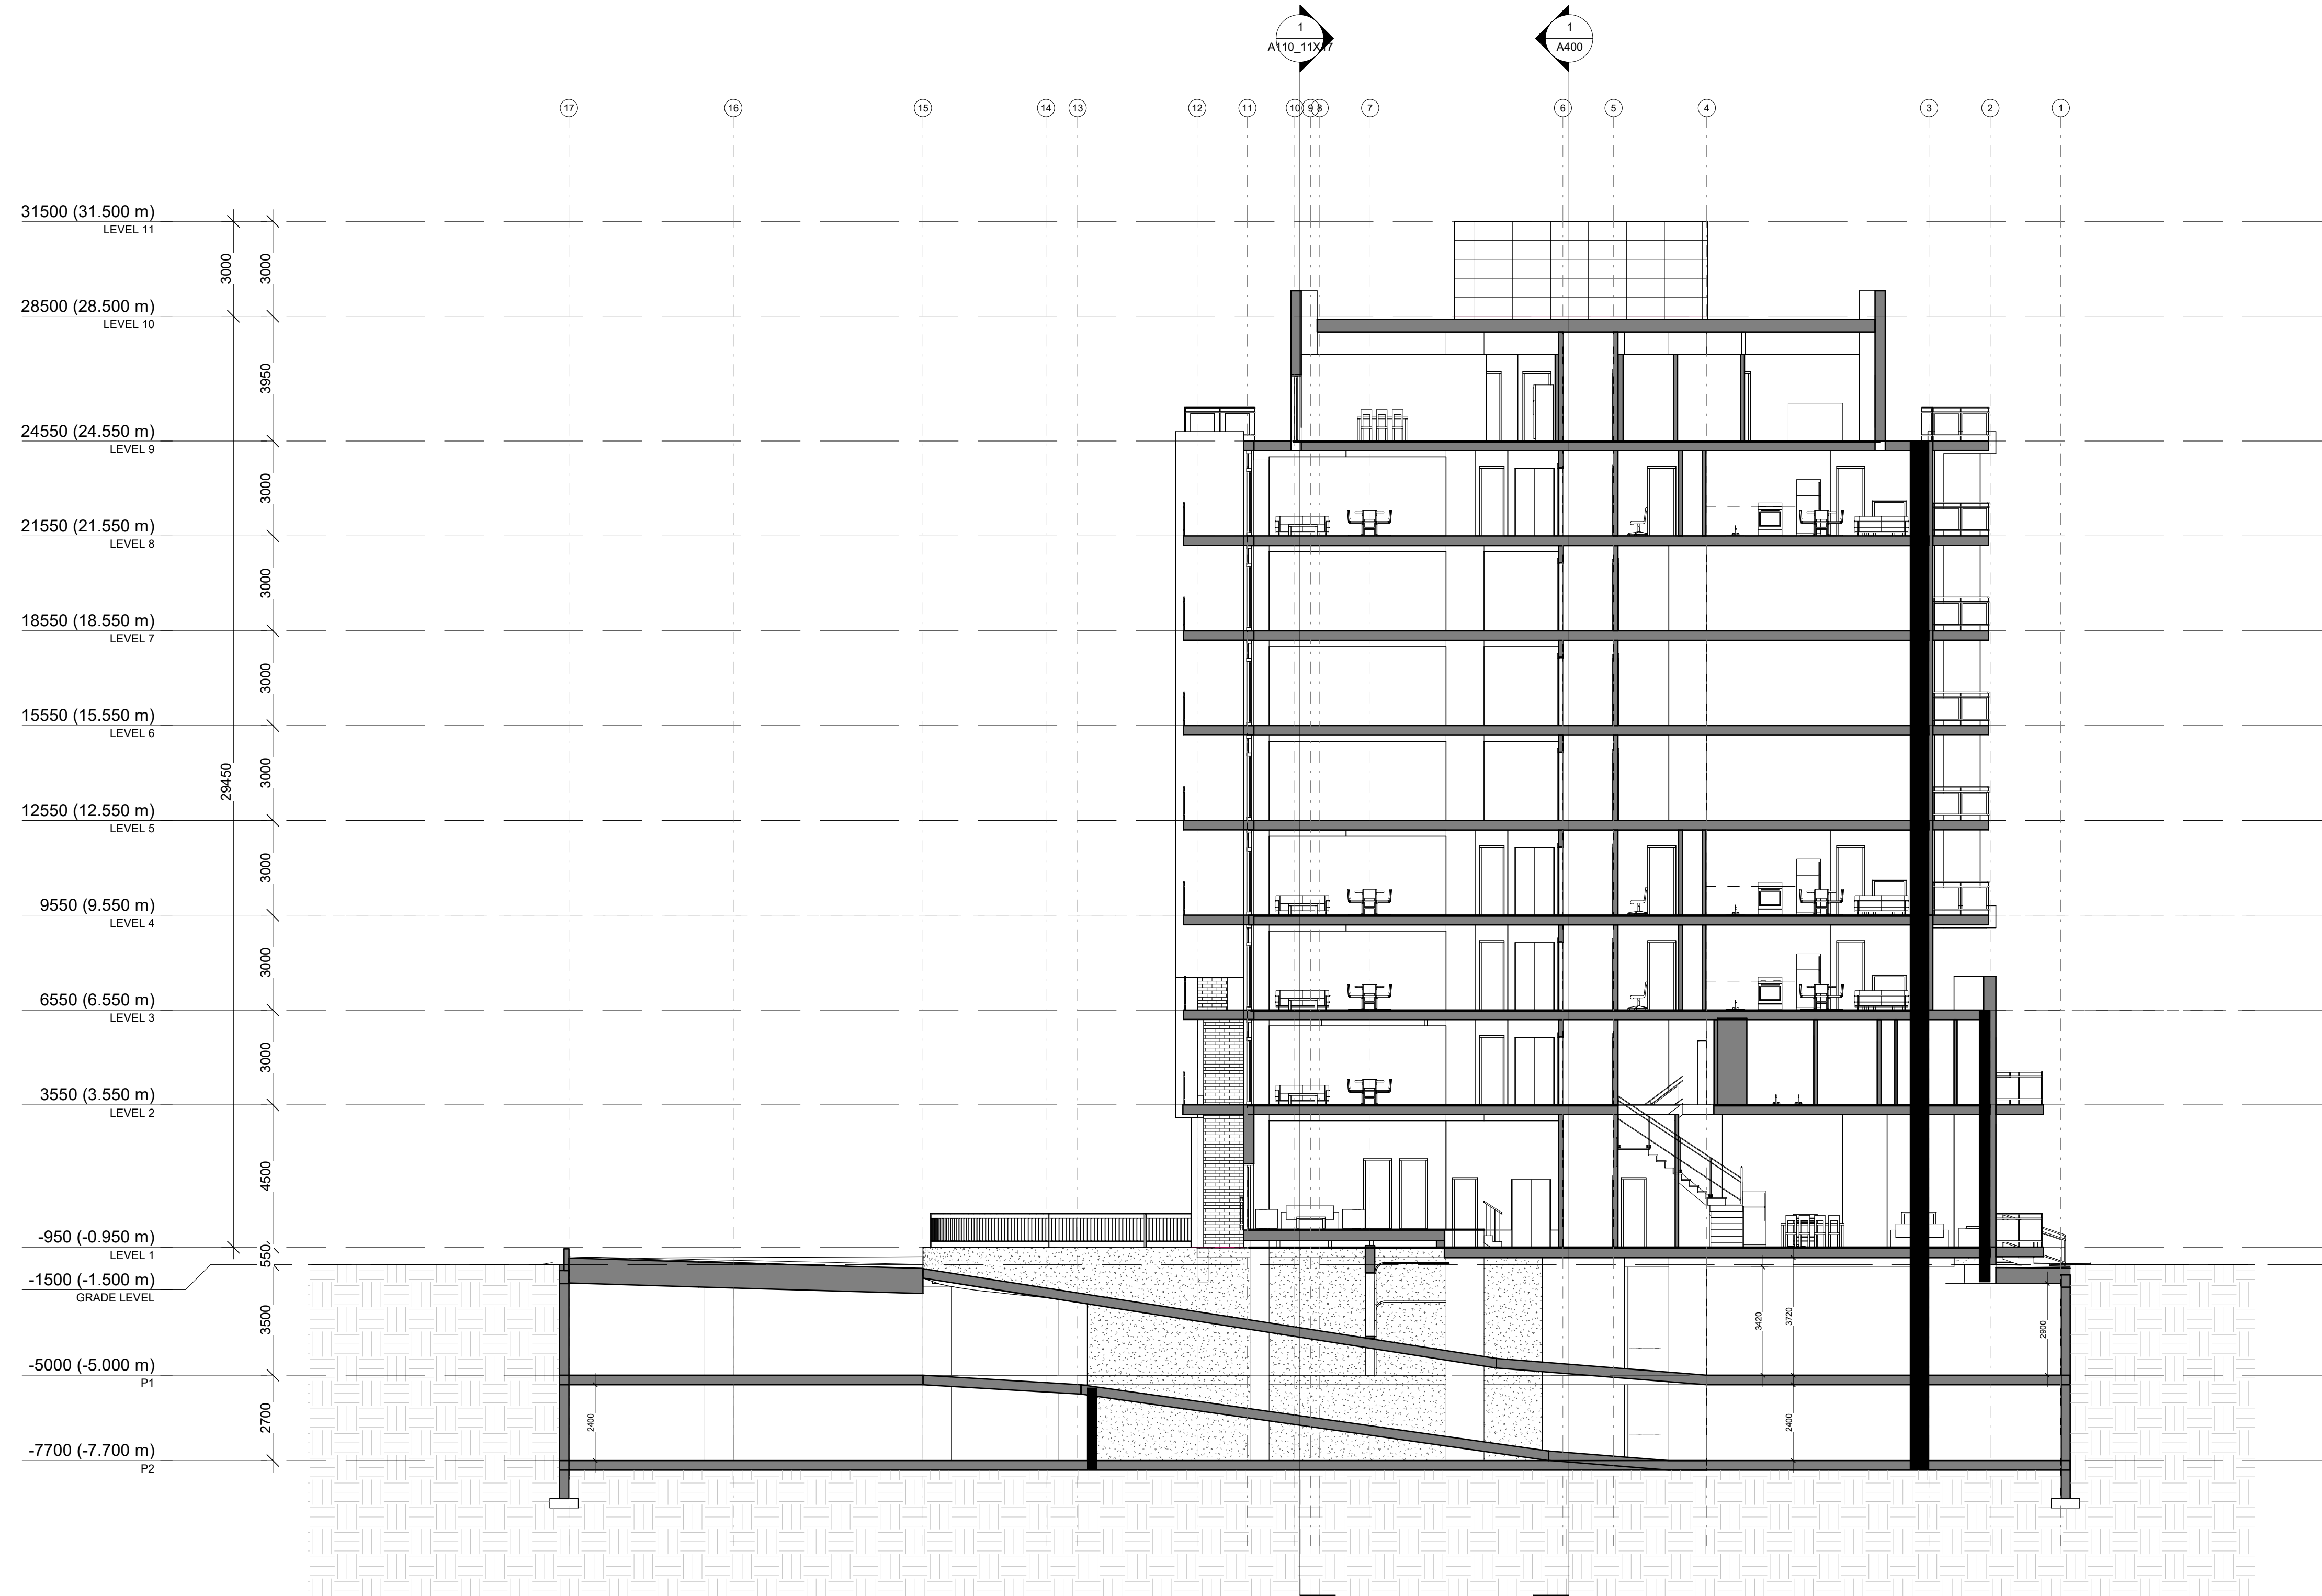 1
A110_11X17
1
A400
17
16
15
14
13
12
11
10
9
8
7
6
5
4
3
2
1
31500 (31.500 m)
LEVEL 11
3000
3000
28500 (28.500 m)
LEVEL 10
3950
24550 (24.550 m)
LEVEL 9
3000
21550 (21.550 m)
LEVEL 8
3000
18550 (18.550 m)
LEVEL 7
3000
15550 (15.550 m)
LEVEL 6
3000
29450
12550 (12.550 m)
LEVEL 5
3000
9550 (9.550 m)
LEVEL 4
3000
6550 (6.550 m)
LEVEL 3
3000
3550 (3.550 m)
LEVEL 2
4500
-950 (-0.950 m)
LEVEL 1
550
-1500 (-1.500 m)
GRADE LEVEL
3500
3420
3720
2900
-5000 (-5.000 m)
P1
2700
2400
2400
-7700 (-7.700 m)
P2